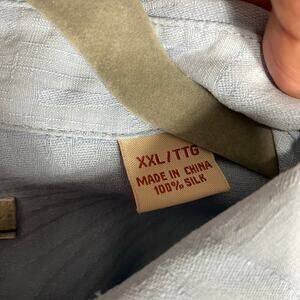 XXL/TTG
MADE IN CHINA
100% SILK